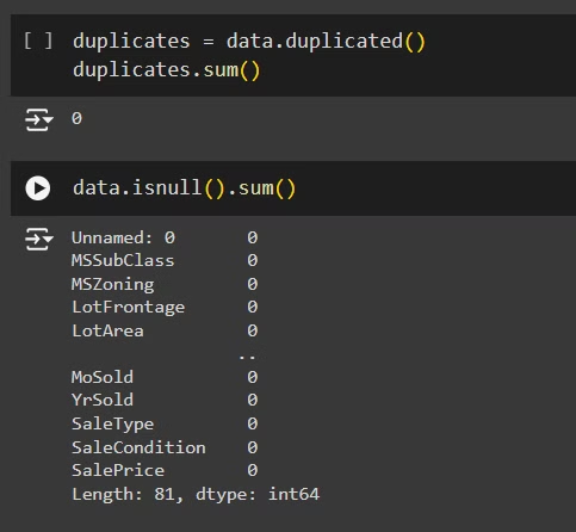 [ ] duplicates = data.duplicated()
duplicates.sum()
0
data.isnull().sum()
Unnamed: 0 0
MSSubClass 0
MSZoning 0
LotFrontage 0
LotArea 0
..
MoSold 0
YrSold 0
SaleType 0
SaleCondition 0
SalePrice 0
Length: 81, dtype: int64